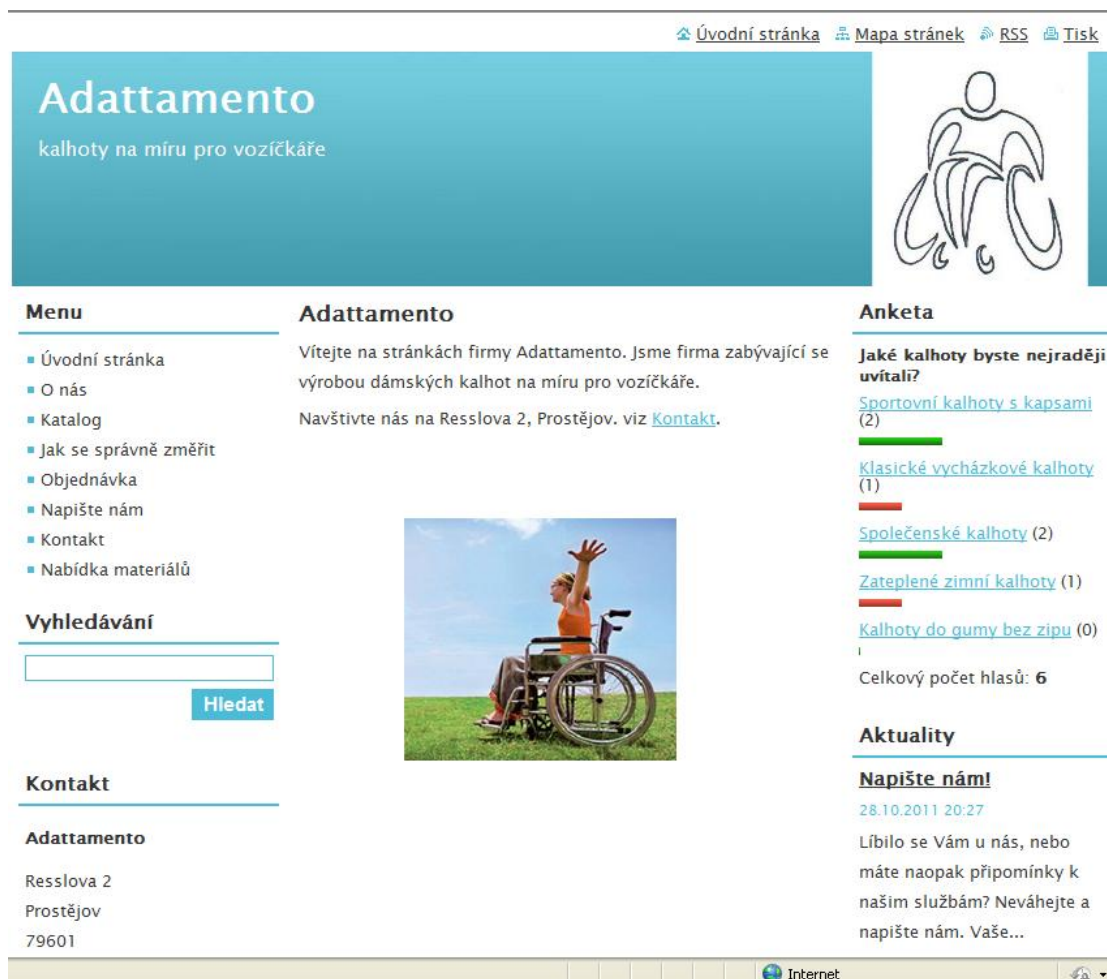 Úvodní stránka Mapa stránek RSS Tisk
Adattamento
kalhoty na míru pro vozíčkáře
Menu
Úvodní stránka
O nás
Katalog
Jak se správně změřit
Objednávka
Napište nám
Kontakt
Nabídka materiálů
Vyhledávání
Hledat
Kontakt
Adattamento
Resslova 2
Prostějov
79601
Adattamento
Vítejte na stránkách firmy Adattamento. Jsme firma zabývající se
výrobou dámských kalhot na míru pro vozíčkáře.
Navštivte nás na Resslova 2, Prostějov. viz Kontakt.
Anketa
Jaké kalhoty byste nejraději
uvítali?
Sportovní kalhoty s kapsami
(2)
Klasické vycházkové kalhoty
(1)
Společenské kalhoty (2)
Zateplené zimní kalhoty (1)
Kalhoty do gumy bez zipu (0)
Celkový počet hlasů: 6
Aktuality
Napište nám!
28.10.2011 20:27
Líbilo se Vám u nás, nebo
máte naopak připomínky k
našim službám? Neváhejte a
napište nám. Vaše...
Internet